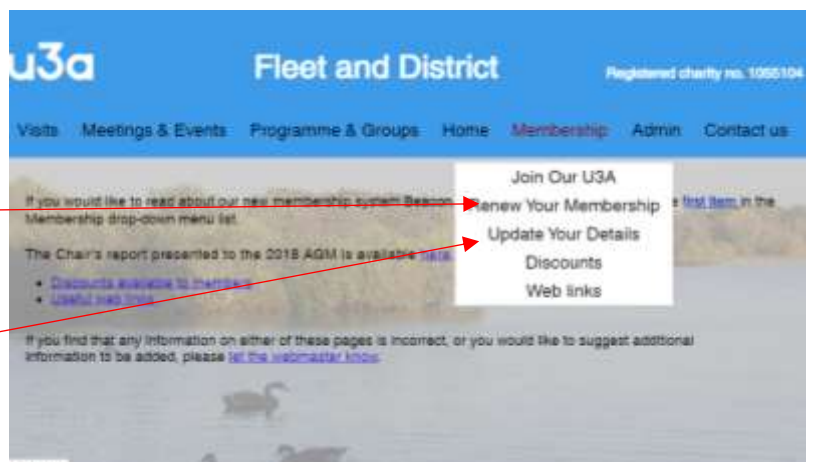 u3a
Fleet and District
Registered charity no. 1055104
Visits Meetings & Events Programme & Groups Home Membership Admin Contact us
Join Our U3A
Renew Your Membership
Update Your Details
Discounts
Web links
If you would like to read about our new membership system Beacon first item in the
Membership drop-down menu list.
The Chair's report presented to the 2018 AGM is available here.
Discounts available to members
Useful web links
If you find that any information on either of these pages is incorrect, or you would like to suggest additional
information to be added, please let the webmaster know.